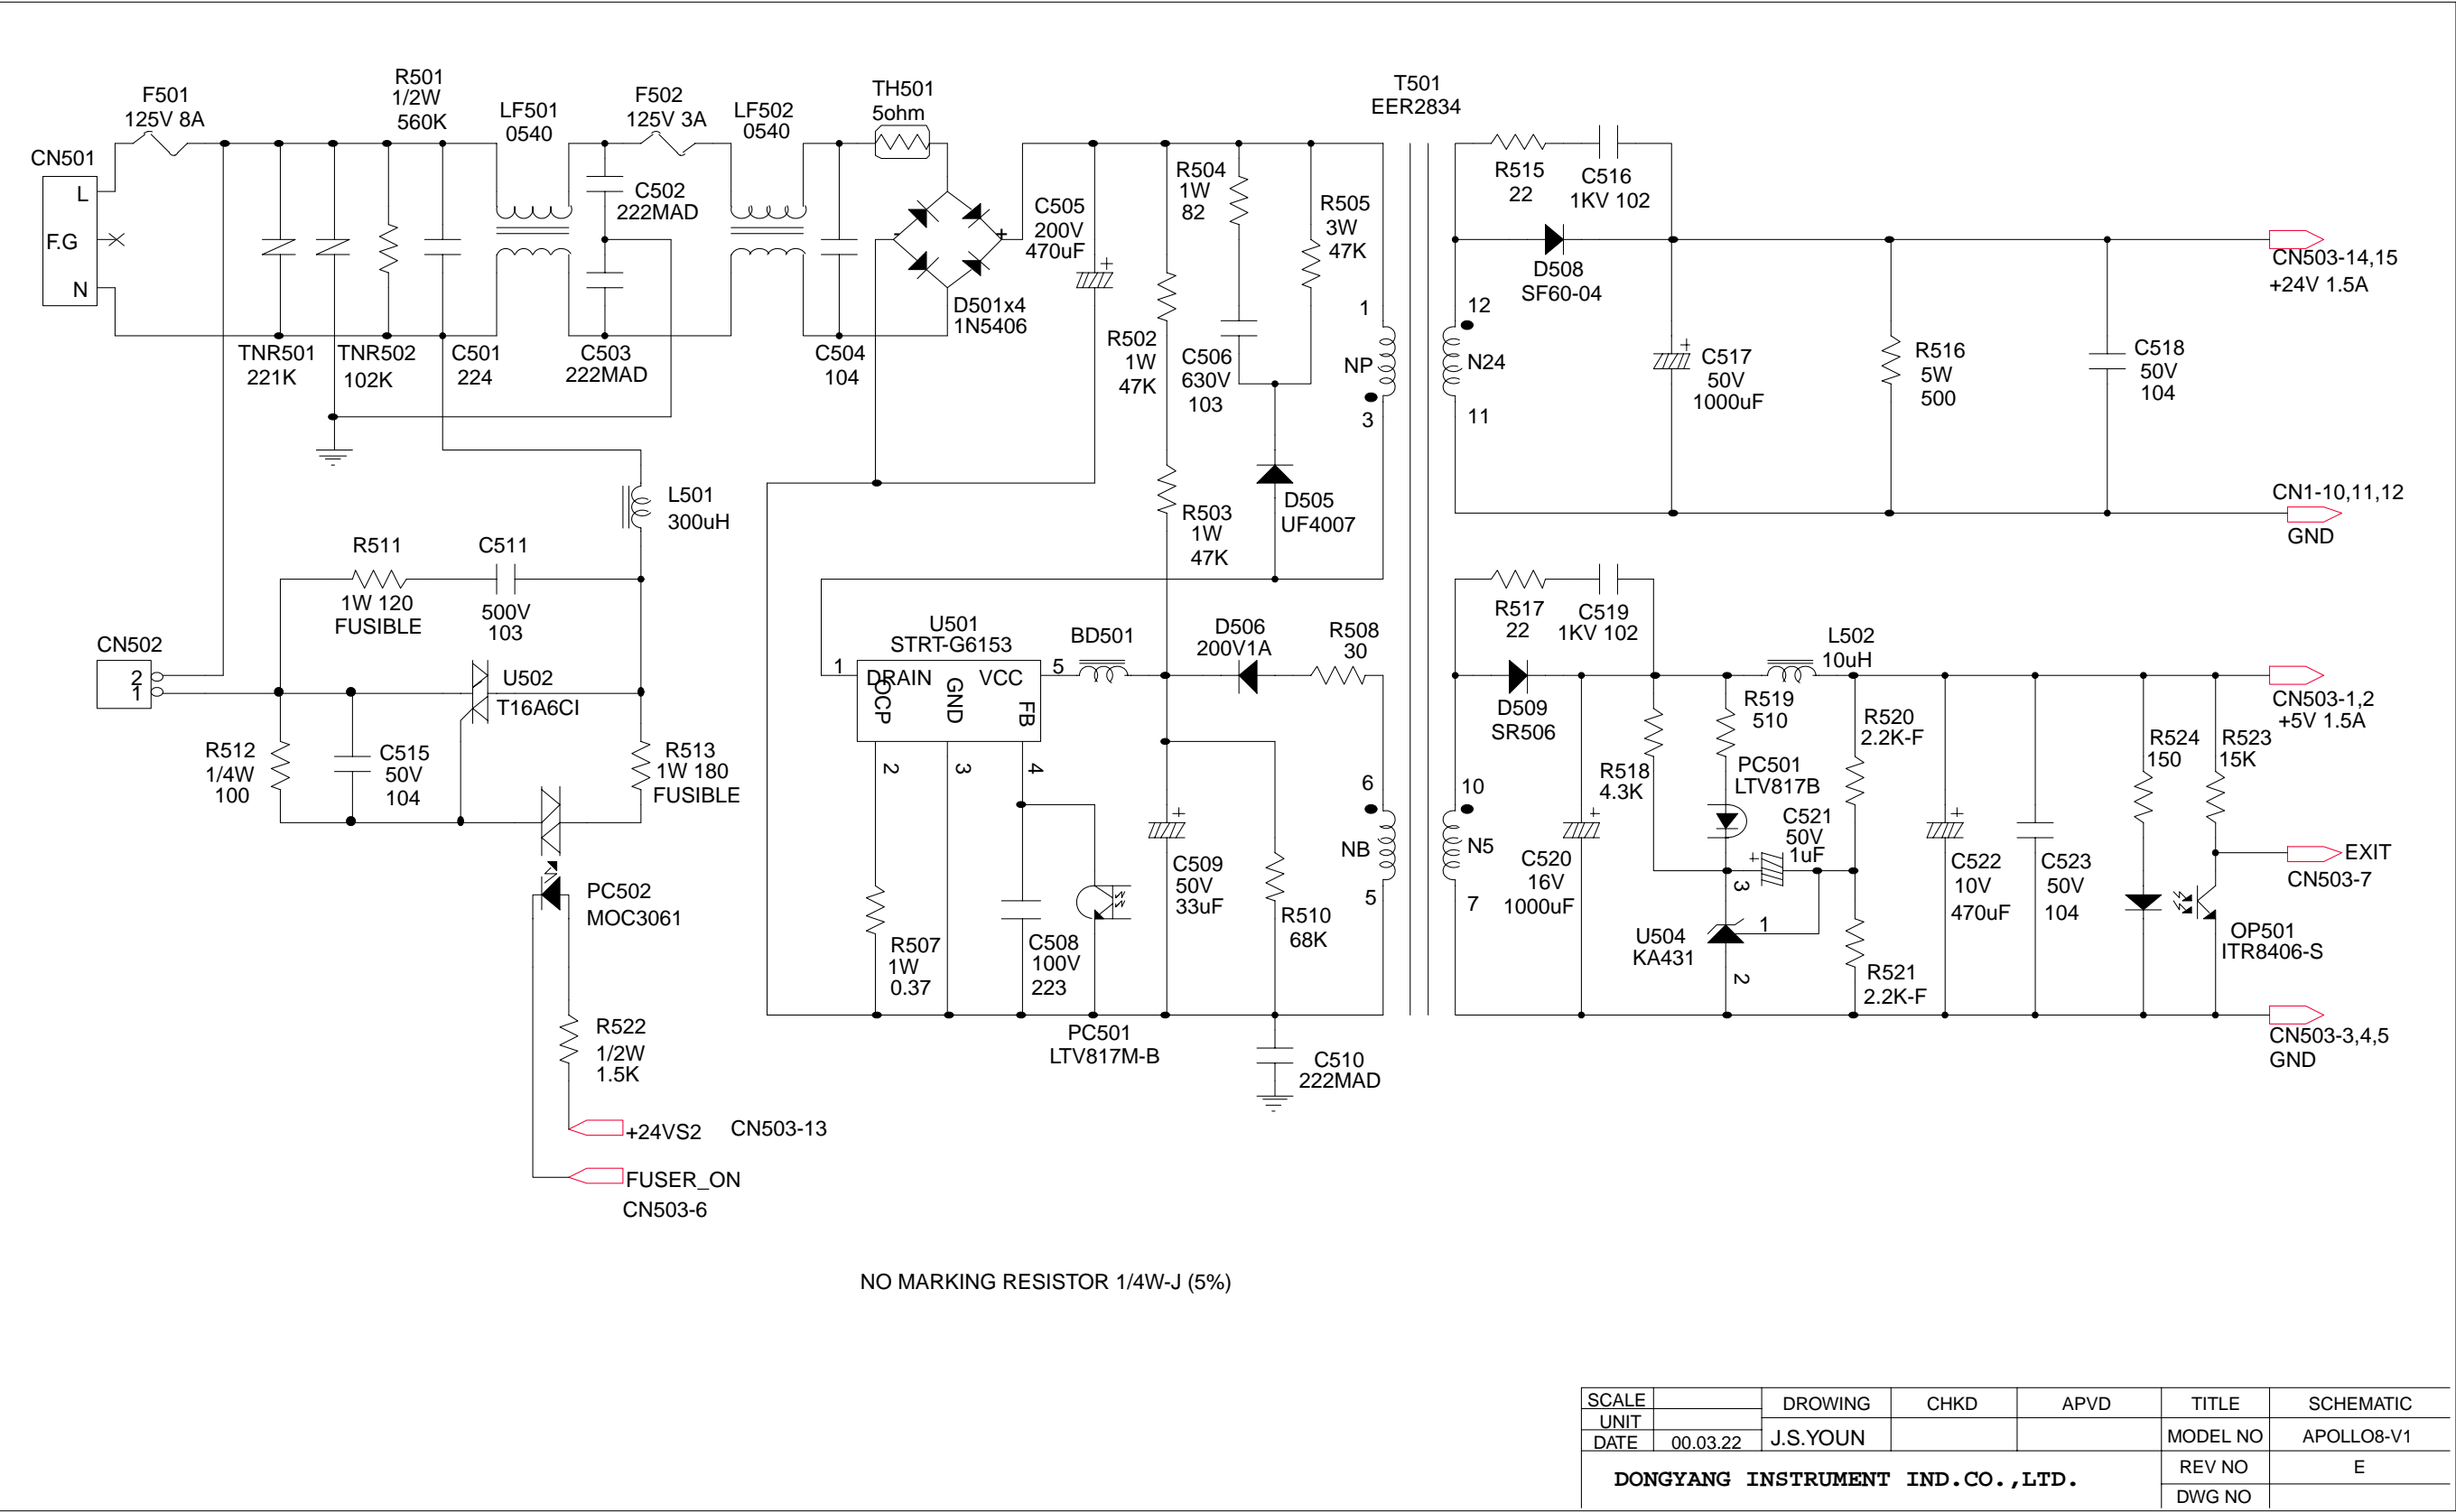 F501
125V 8A
R501
1/2W
560K
LF501
0540
F502
125V 3A
LF502
0540
TH501
5ohm
T501
EER2834
CN501
L
F.G
N
C502
222MAD
C505
200V
470uF
R504
1W
82
R505
3W
47K
R515
22
C516
1KV 102
D508
SF60-04
CN503-14,15
+24V 1.5A
-
+
+
D501x4
1N5406
TNR501
221K
TNR502
102K
C501
224
C503
222MAD
C504
104
R502
1W
47K
C506
630V
103
1
NP
3
12
N24
11
+
C517
50V
1000uF
R516
5W
500
C518
50V
104
L501
300uH
R503
1W
47K
D505
UF4007
CN1-10,11,12
GND
R511
1W 120
FUSIBLE
C511
500V
103
CN502
2
1
U502
T16A6CI
R512
1/4W
100
C515
50V
104
R513
1W 180
FUSIBLE
PC502
MOC3061
R522
1/2W
1.5K
+24VS2
CN503-13
FUSER_ON
CN503-6
U501
STRT-G6153
1
DRAIN
VCC
5
OCP
GND
FB
2
3
4
BD501
D506
200V1A
R508
30
R507
1W
0.37
C508
100V
223
PC501
LTV817M-B
+
C509
50V
33uF
R510
68K
C510
222MAD
6
NB
5
10
N5
7
R517
22
C519
1KV 102
D509
SR506
L502
10uH
+
C520
16V
1000uF
R518
4.3K
R519
510
PC501
LTV817B
C521
50V
1uF
+
3
1
2
U504
KA431
R520
2.2K-F
R521
2.2K-F
+
C522
10V
470uF
C523
50V
104
R524
150
R523
15K
CN503-1,2
+5V 1.5A
EXIT
CN503-7
OP501
ITR8406-S
CN503-3,4,5
GND
NO MARKING RESISTOR 1/4W-J (5%)
SCALE
DROWING
CHKD
APVD
TITLE
SCHEMATIC
UNIT
DATE
00.03.22
J.S.YOUN
MODEL NO
APOLLO8-V1
DONGYANG INSTRUMENT IND.CO.,LTD.
REV NO
E
DWG NO